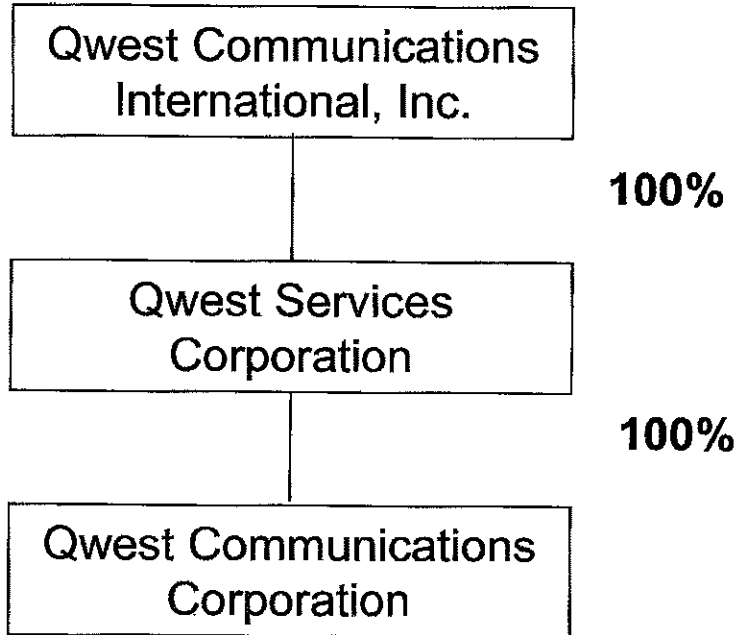 Qwest Communications
International, Inc.
100%
Qwest Services
Corporation
100%
Qwest Communications
Corporation